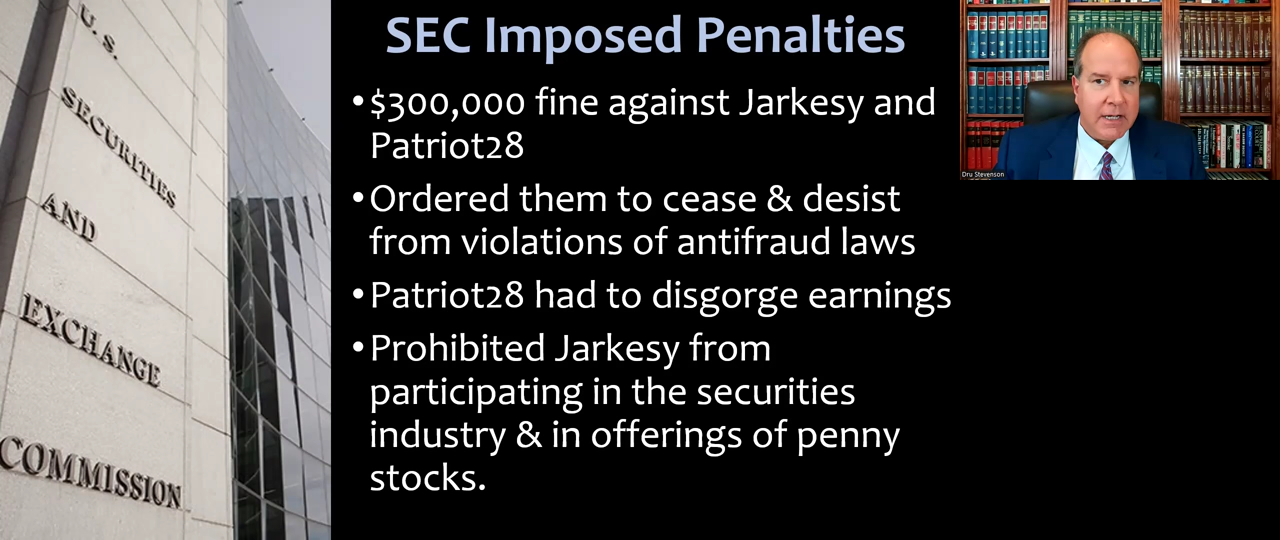 U. S.
SECURITIES
AND
EXCHANGE
COMMISSION
SEC Imposed Penalties
•$300,000 fine against Jarkesy and
Patriot28
•Ordered them to cease & desist
from violations of antifraud laws
•Patriot28 had to disgorge earnings
•Prohibited Jarkesy from
participating in the securities
industry & in offerings of penny
stocks.
Dru Stevenson